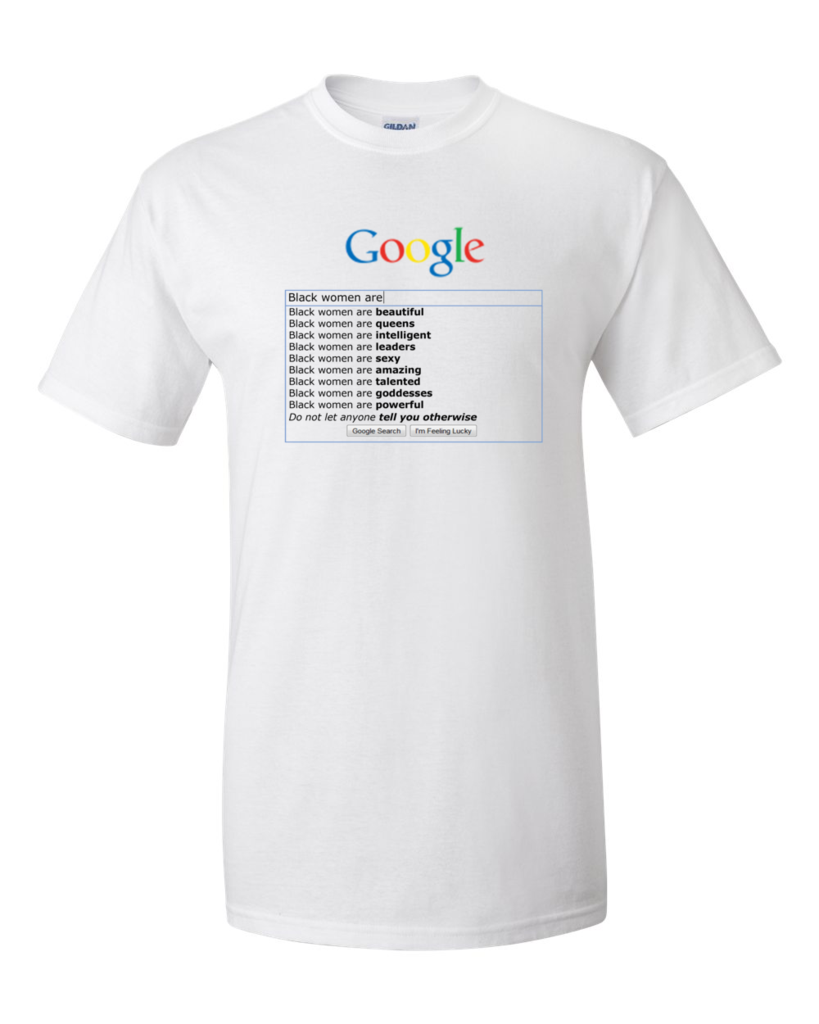 GILDAN
Google
Black women are
Black women are beautiful
Black women are queens
Black women are intelligent
Black women are leaders
Black women are sexy
Black women are amazing
Black women are talented
Black women are goddesses
Black women are powerful
Do not let anyone tell you otherwise
Google Search I'm Feeling Lucky